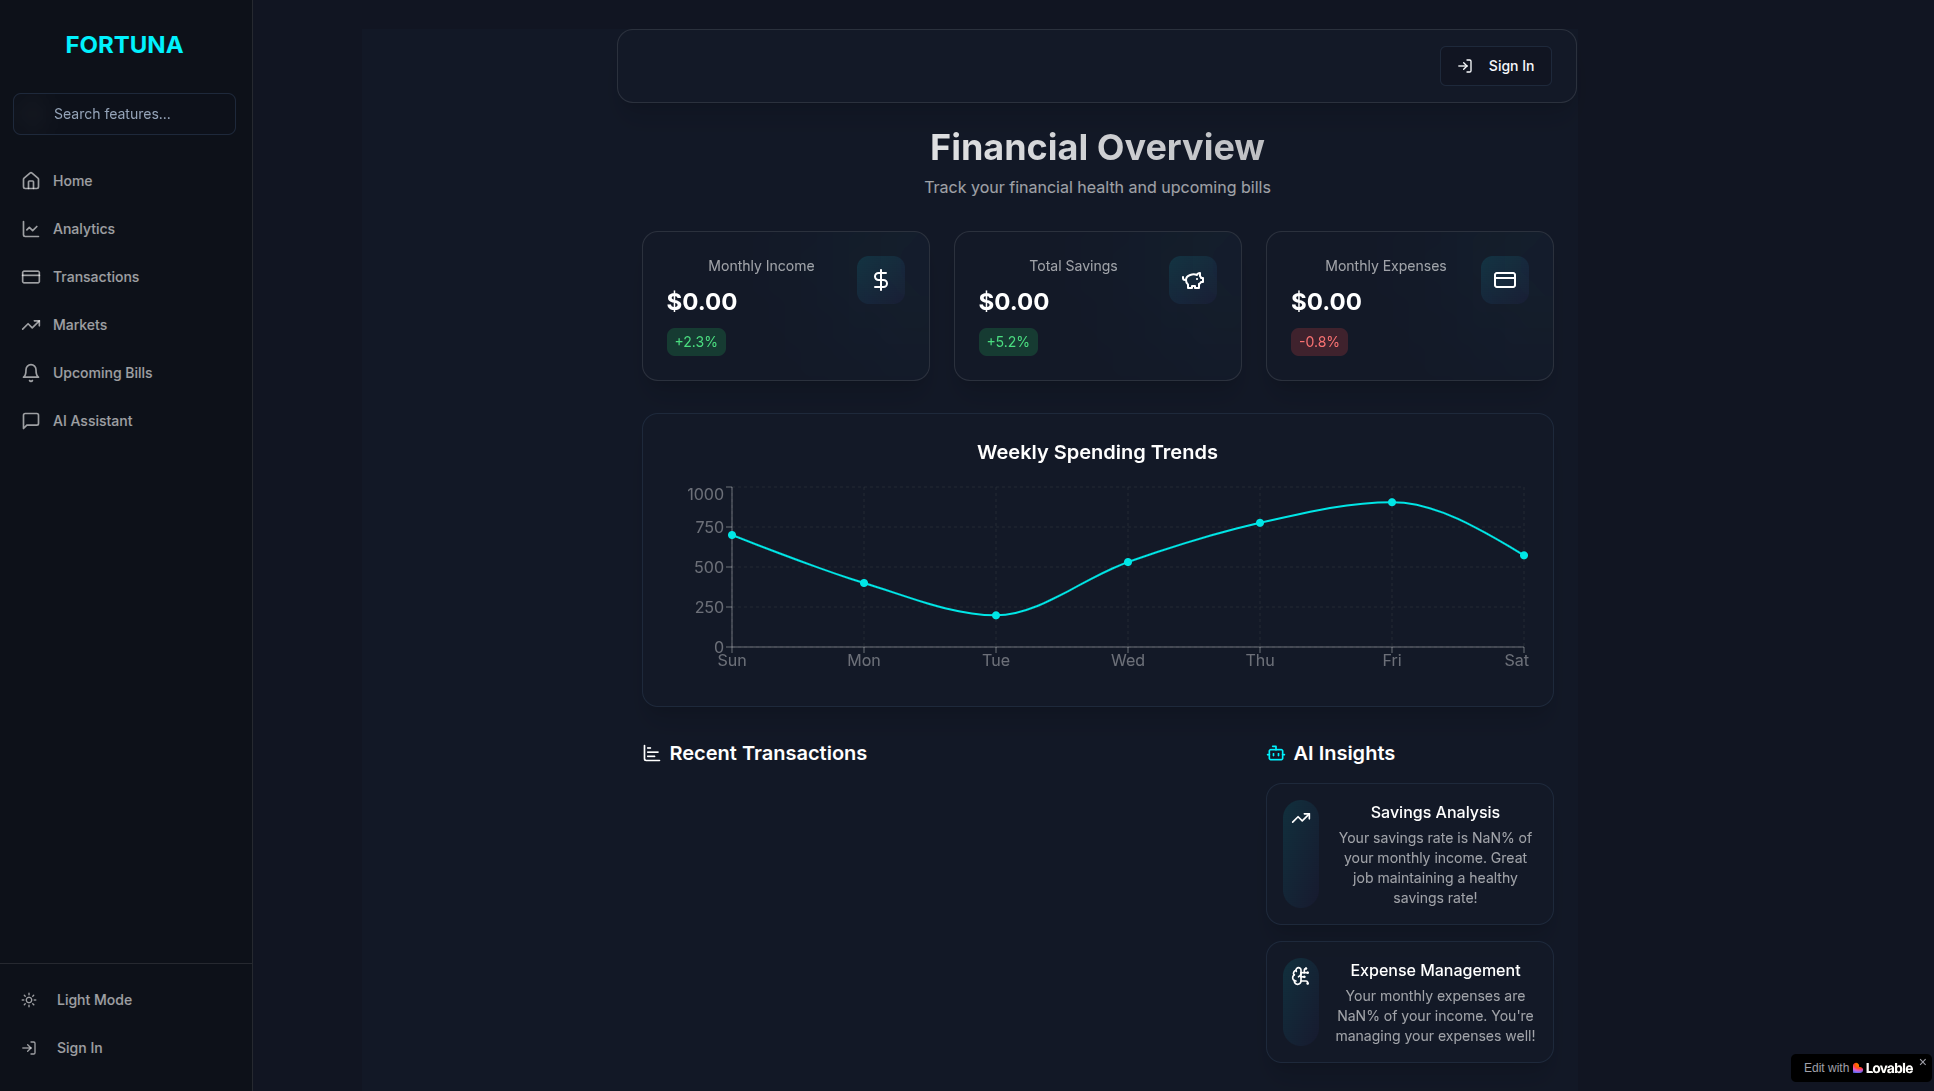 FORTUNA
Search features...
Home
Analytics
Transactions
Markets
Upcoming Bills
AI Assistant
Light Mode
Sign In
Sign In
Financial Overview
Track your financial health and upcoming bills
Monthly Income
$0.00
+2.3%
Total Savings
$0.00
+5.2%
Monthly Expenses
$0.00
-0.8%
Weekly Spending Trends
1000
750
500
250
0
Sun Mon Tue Wed Thu Fri Sat
Recent Transactions
AI Insights
Savings Analysis
Your savings rate is NaN% of
your monthly income. Great
job maintaining a healthy
savings rate!
Expense Management
Your monthly expenses are
NaN% of your income. You're
managing your expenses well!
Edit with Lovable